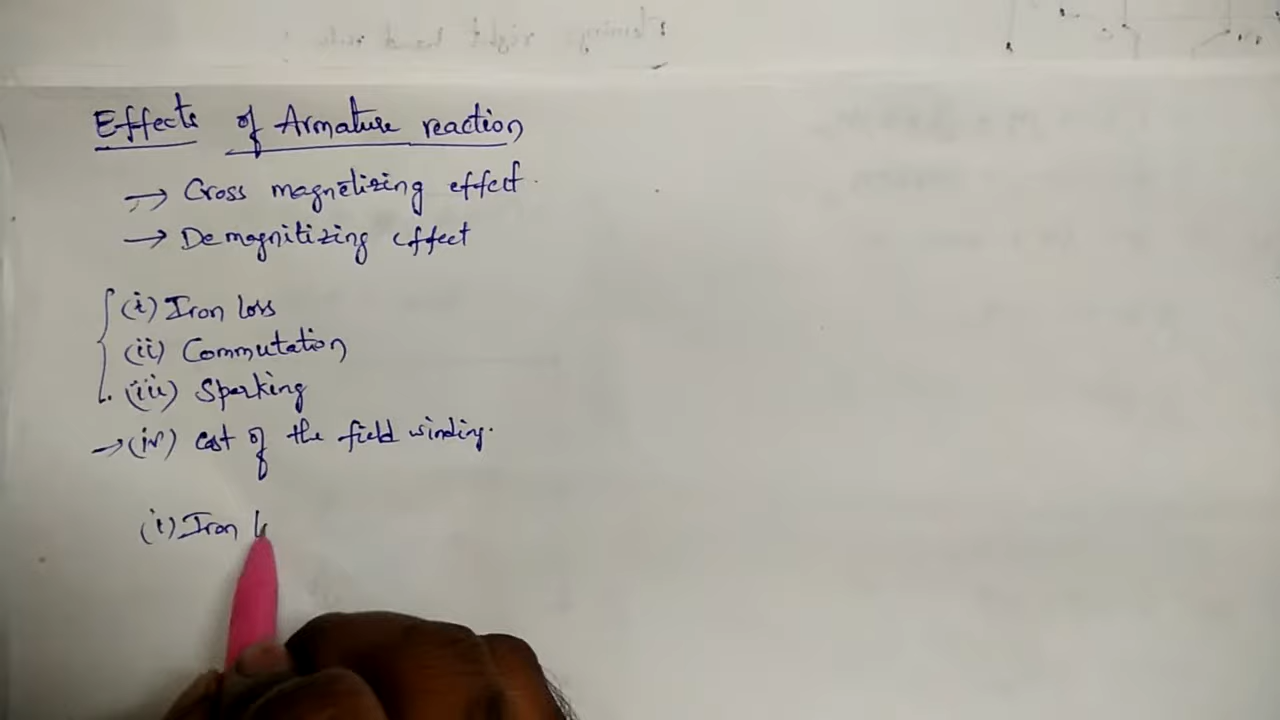 Effects of Armature reaction
→ Cross magnetizing effect.
→ Demagnitizing effect
(i) Iron loss
(ii) Commutation
(iii) Sparking
→ (iv) Cost of the field winding.
(i) Iron l